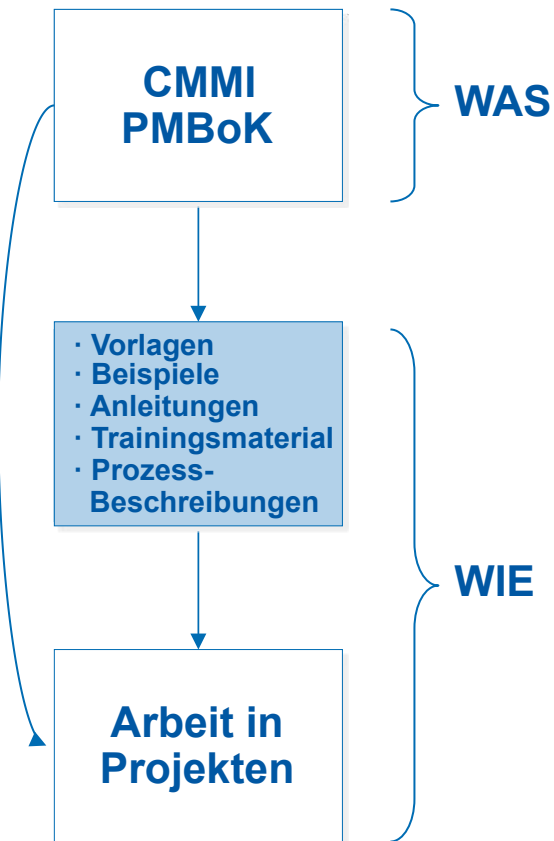 CMMI
PMBoK
WAS
· Vorlagen
· Beispiele
· Anleitungen
· Trainingsmaterial
· Prozess-
Beschreibungen
WIE
Arbeit in
Projekten